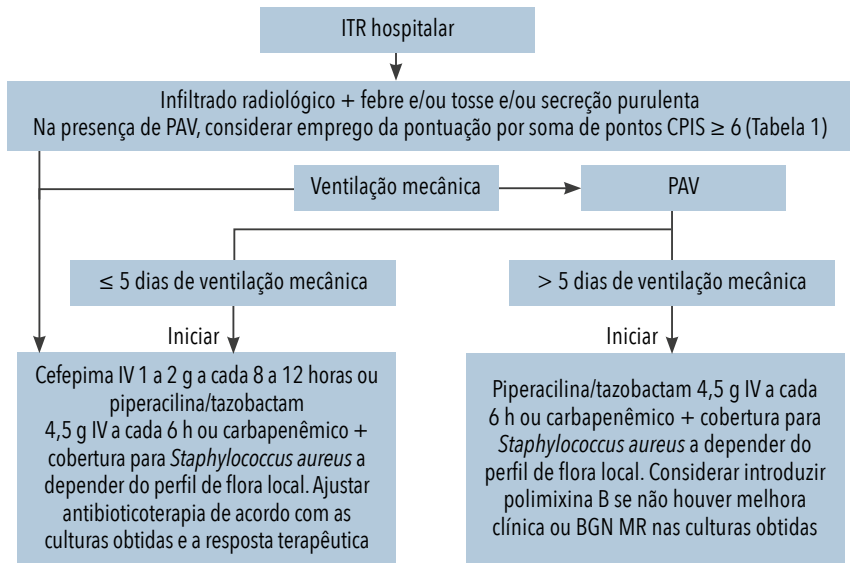 ITR hospitalar
Infiltrado radiológico + febre e/ou tosse e/ou secreção purulenta
Na presença de PAV, considerar emprego da pontuação por soma de pontos CPIS ≥ 6 (Tabela 1)
Ventilação mecânica
PAV
≤ 5 dias de ventilação mecânica
> 5 dias de ventilação mecânica
Iniciar
Iniciar
Cefepima IV 1 a 2 g a cada 8 a 12 horas ou
piperacilina/tazobactam
4,5 g IV a cada 6 h ou carbapenêmico +
cobertura para Staphylococcus aureus a
depender do perfil de flora local. Ajustar
antibioticoterapia de acordo com as
culturas obtidas e a resposta terapêutica
Piperacilina/tazobactam 4,5 g IV a cada
6 h ou carbapenêmico + cobertura para
Staphylococcus aureus a depender do
perfil de flora local. Considerar introduzir
polimixina B se não houver melhora
clínica ou BGN MR nas culturas obtidas